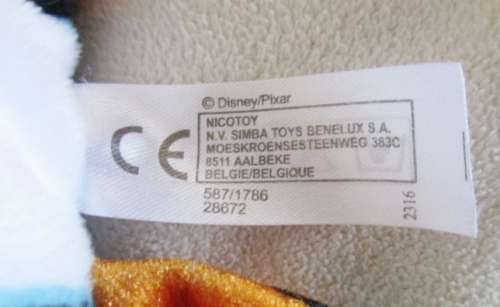 © Disney/Pixar
CE
NICOTOY
N.V. SIMBA TOYS BENELUX S.A.
MOESKROENSESTEENWEG 383C
8511 AALBEKE
BELGIE/BELGIQUE
587/1786
28672
2316